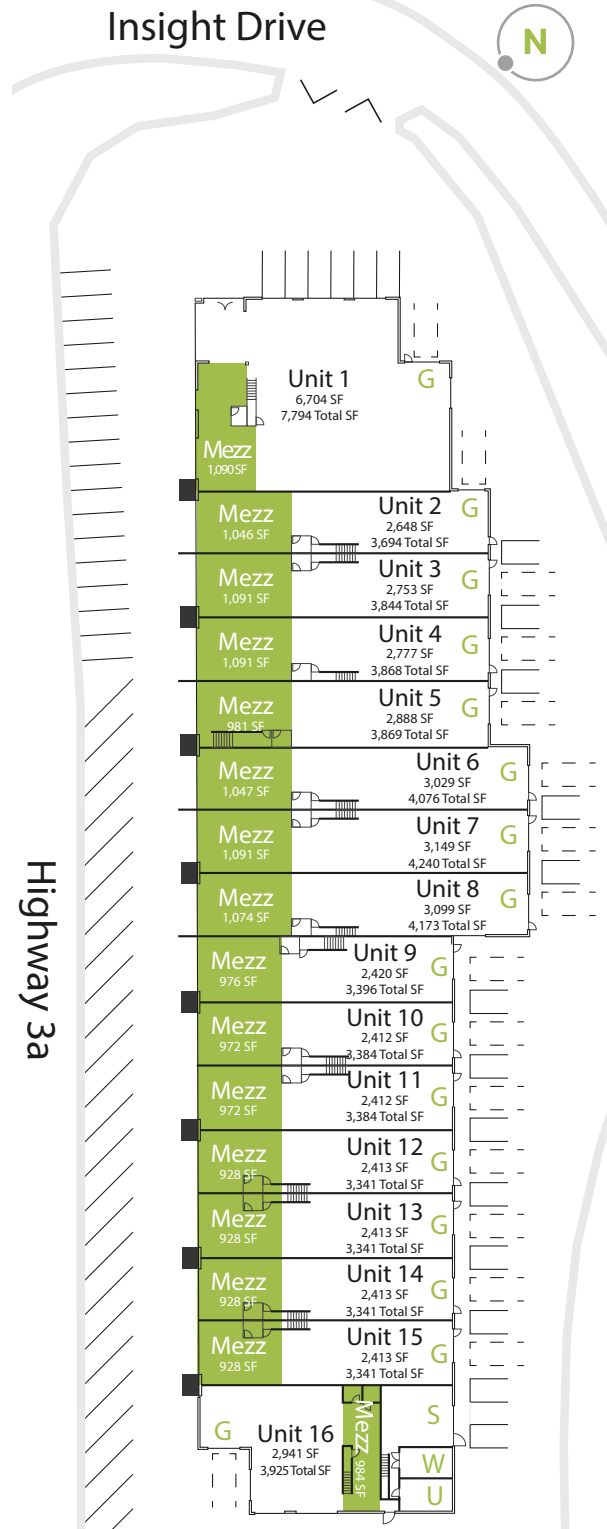 Insight Drive
N
Unit 1
6,704 SF
7,794 Total SF
G
Mezz
1,090 SF
Mezz
1,046 SF
Unit 2
2,648 SF
3,694 Total SF
G
Mezz
1,091 SF
Unit 3
2,753 SF
3,844 Total SF
G
Mezz
1,091 SF
Unit 4
2,777 SF
3,868 Total SF
G
Mezz
981 SF
Unit 5
2,888 SF
3,869 Total SF
G
Mezz
1,047 SF
Unit 6
3,029 SF
4,076 Total SF
G
Mezz
1,091 SF
Unit 7
3,149 SF
4,240 Total SF
G
Mezz
1,074 SF
Unit 8
3,099 SF
4,173 Total SF
G
Highway 3a
Mezz
976 SF
Unit 9
2,420 SF
3,396 Total SF
G
Mezz
972 SF
Unit 10
2,412 SF
3,384 Total SF
G
Mezz
972 SF
Unit 11
2,412 SF
3,384 Total SF
G
Mezz
928 SF
Unit 12
2,413 SF
3,341 Total SF
G
Mezz
928 SF
Unit 13
2,413 SF
3,341 Total SF
G
Mezz
928 SF
Unit 14
2,413 SF
3,341 Total SF
G
Mezz
928 SF
Unit 15
2,413 SF
3,341 Total SF
G
G
Unit 16
2,941 SF
3,925 Total SF
Mezz
984 SF
S
W
U